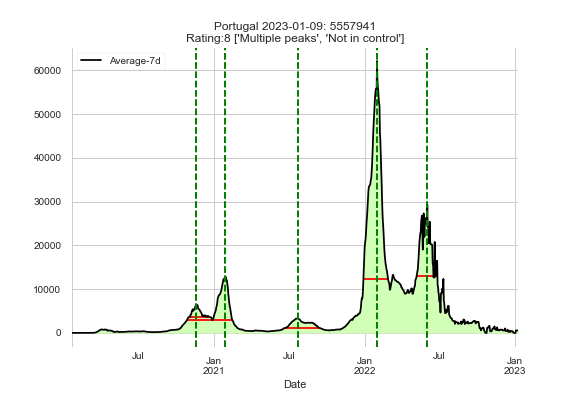 Portugal 2023-01-09: 5557941
Rating:8 ['Multiple peaks', 'Not in control']
Average-7d
60000
50000
40000
30000
20000
10000
0
Jul
Jan
2021
Jul
Jan
2022
Jul
Jan
2023
Date